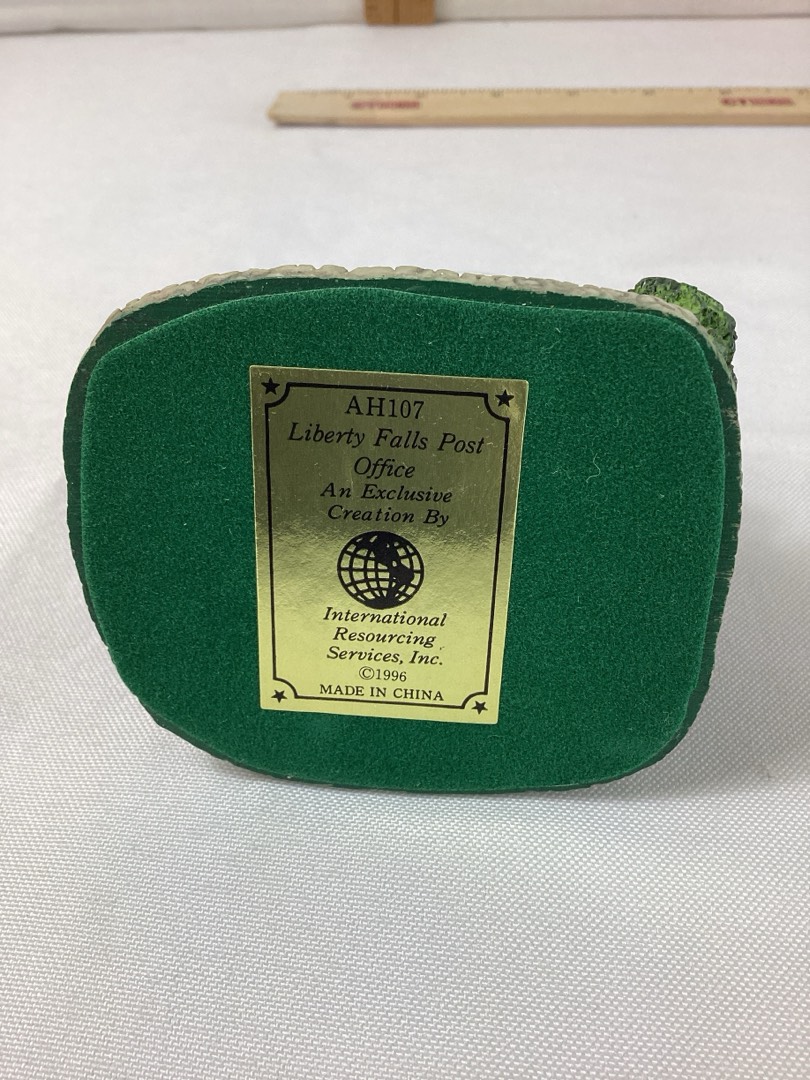 AH107
Liberty Falls Post
Office
An Exclusive
Creation By
International
Resourcing
Services, Inc.
©1996
MADE IN CHINA